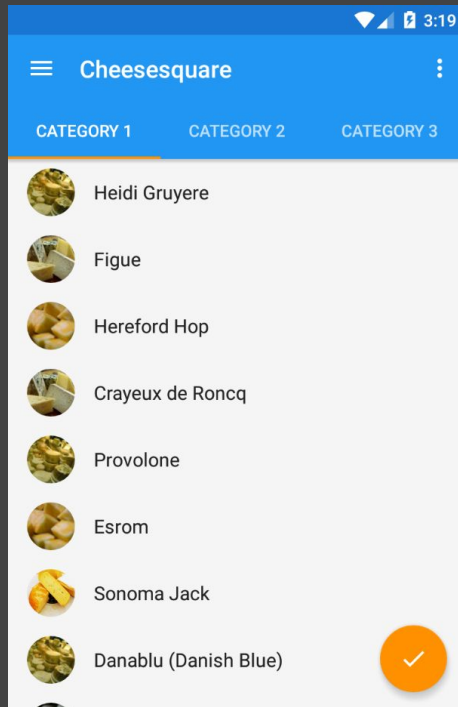 3:19
Cheesesquare
CATEGORY 1 CATEGORY 2 CATEGORY 3
Heidi Gruyere
Figue
Hereford Hop
Crayeux de Roncq
Provolone
Esrom
Sonoma Jack
Danablu (Danish Blue)